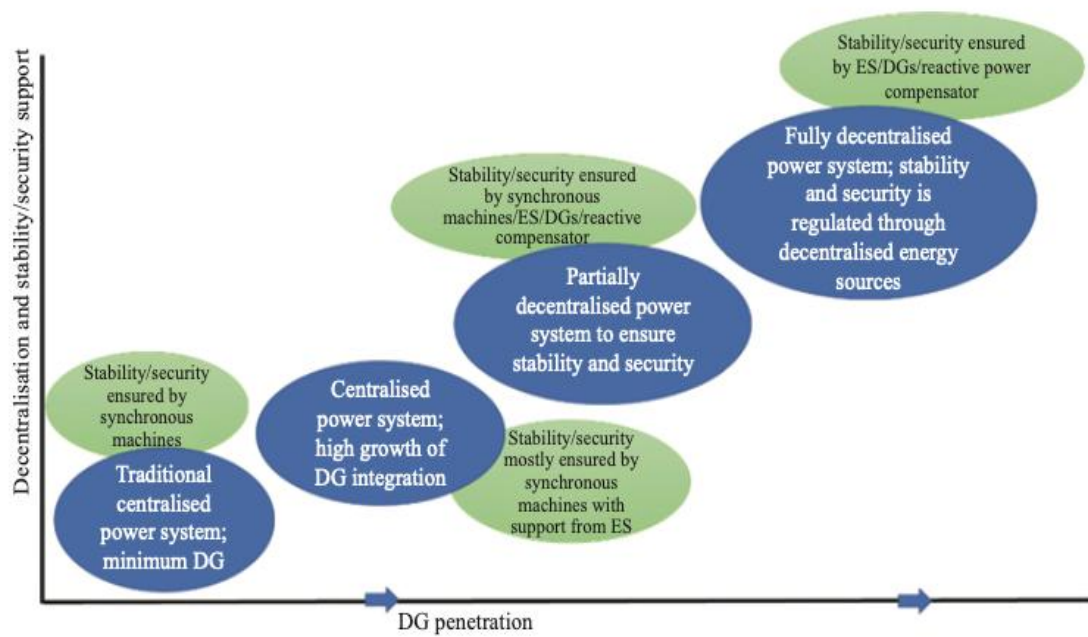 Decentralisation and stability/security support
Stability/security
ensured by
synchronous
machines
Traditional
centralised
power system;
minimum DG
Centralised
power system;
high growth of
DG integration
Stability/security
mostly ensured by
synchronous
machines with
support from ES
Stability/security ensured
by synchronous
machines/ES/DGs/reactive
compensator
Partially
decentralised power
system to ensure
stability and security
Stability/security ensured
by ES/DGs/reactive power
compensator
Fully decentralised
power system; stability
and security is
regulated through
decentralised energy
sources
DG penetration